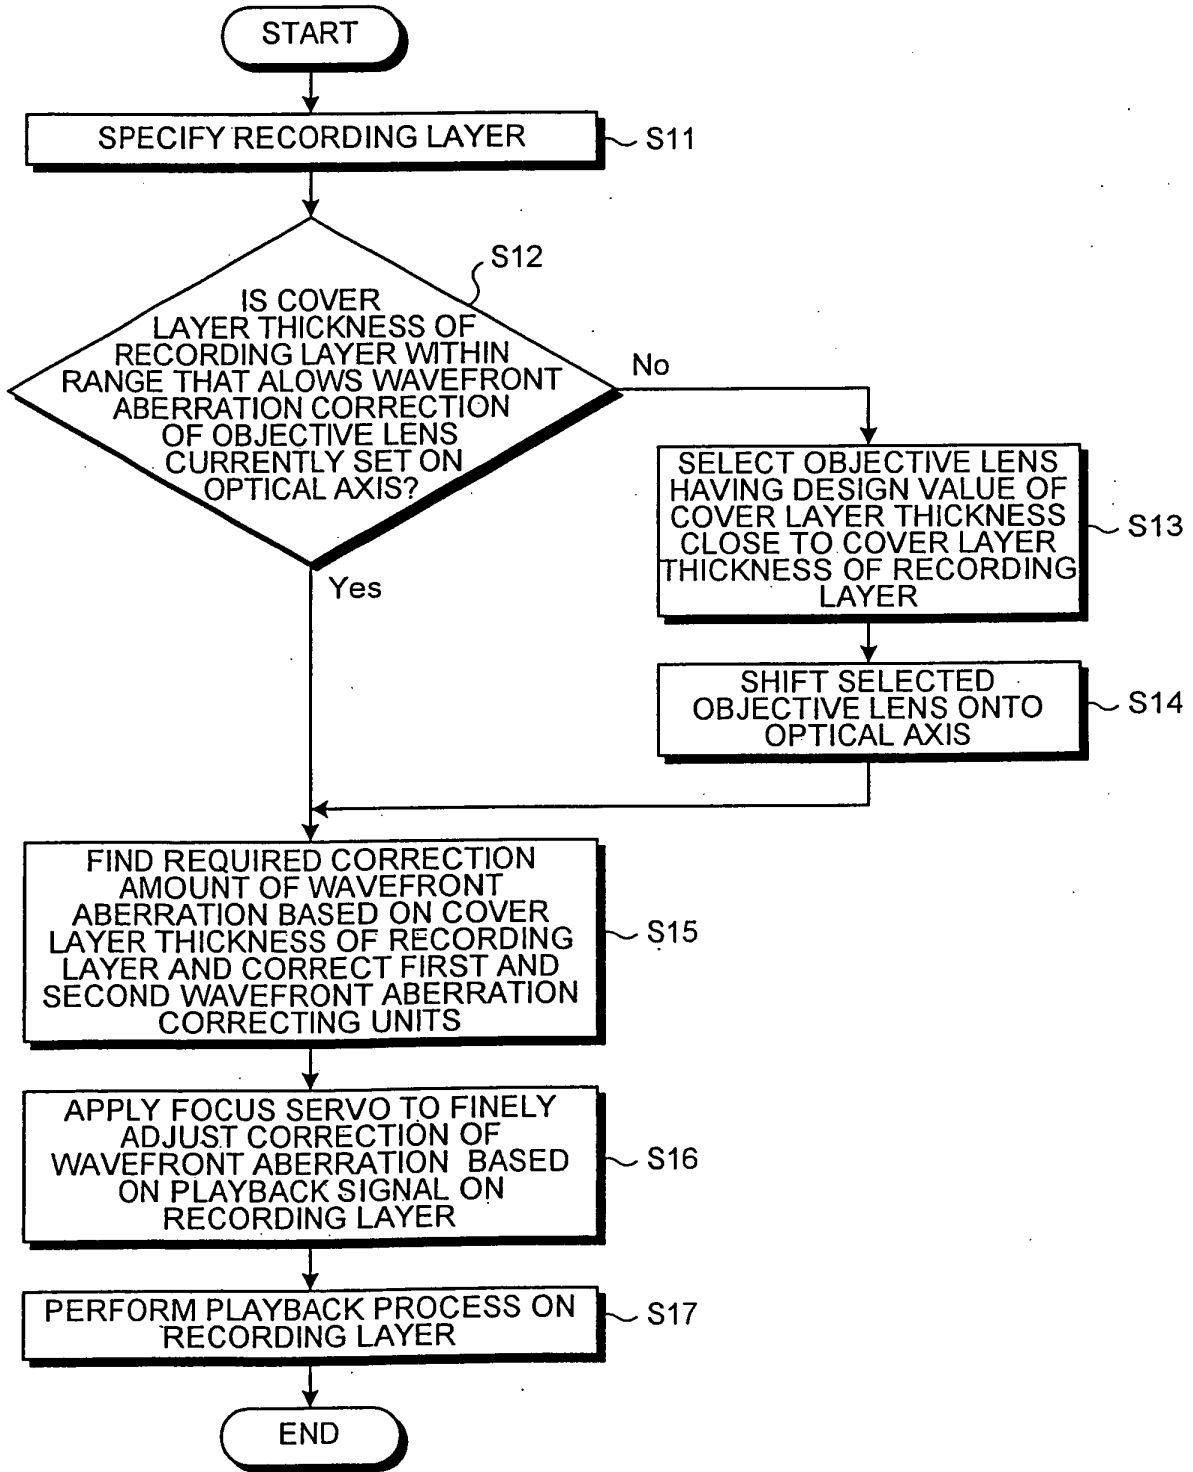 START
SPECIFY RECORDING LAYER
S11
S12
IS COVER
LAYER THICKNESS OF
RECORDING LAYER WITHIN
RANGE THAT ALOWS WAVEFRONT
ABERRATION CORRECTION
OF OBJECTIVE LENS
CURRENTLY SET ON
OPTICAL AXIS?
No
Yes
SELECT OBJECTIVE LENS
HAVING DESIGN VALUE OF
COVER LAYER THICKNESS
CLOSE TO COVER LAYER
THICKNESS OF RECORDING
LAYER
S13
SHIFT SELECTED
OBJECTIVE LENS ONTO
OPTICAL AXIS
S14
FIND REQUIRED CORRECTION
AMOUNT OF WAVEFRONT
ABERRATION BASED ON COVER
LAYER THICKNESS OF RECORDING
LAYER AND CORRECT FIRST AND
SECOND WAVEFRONT ABERRATION
CORRECTING UNITS
S15
APPLY FOCUS SERVO TO FINELY
ADJUST CORRECTION OF
WAVEFRONT ABERRATION BASED
ON PLAYBACK SIGNAL ON
RECORDING LAYER
S16
PERFORM PLAYBACK PROCESS ON
RECORDING LAYER
S17
END